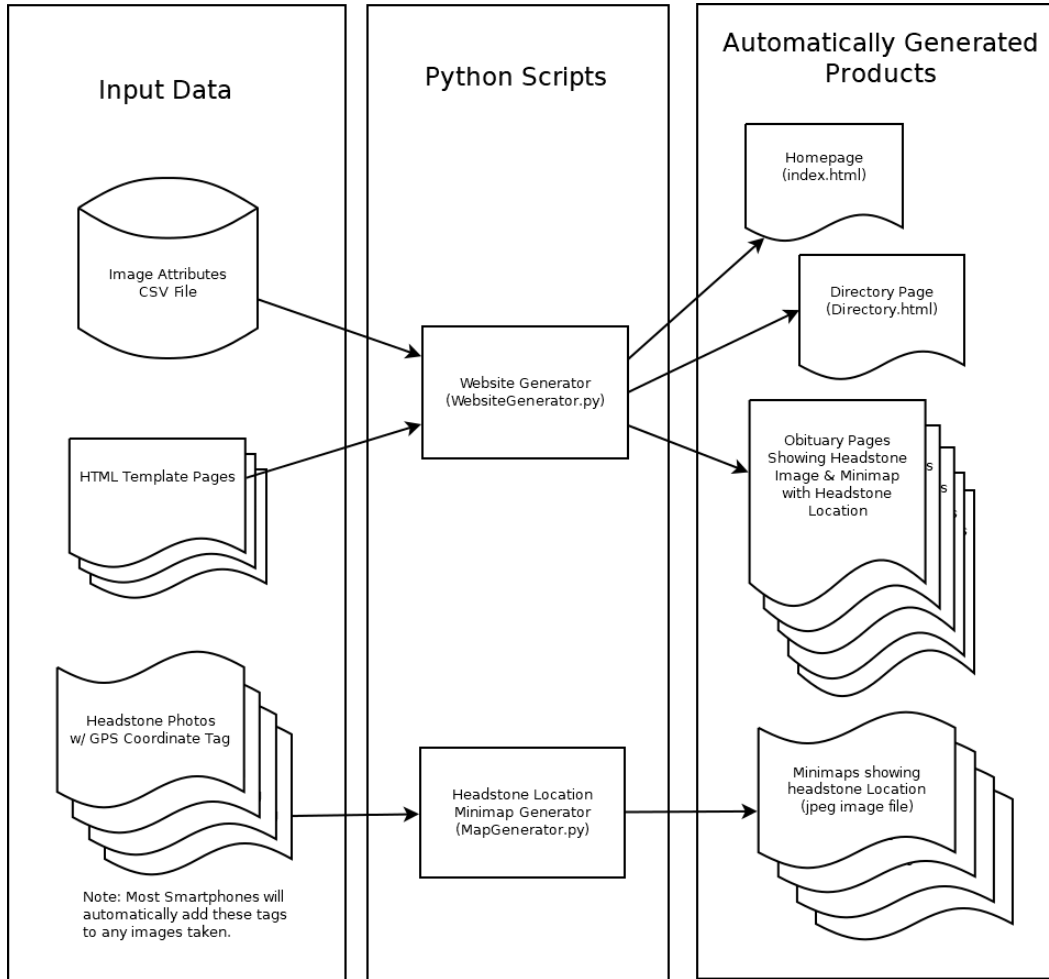 Input Data
Image Attributes
CSV File
HTML Template Pages
Headstone Photos
w/ GPS Coordinate Tag
Note: Most Smartphones will
automatically add these tags
to any images taken.
Python Scripts
Website Generator
(WebsiteGenerator.py)
Headstone Location
Minimap Generator
(MapGenerator.py)
Automatically Generated
Products
Homepage
(index.html)
Directory Page
(Directory.html)
Obituary Pages
Showing Headstone
Image & Minimap
with Headstone
Location
Minimaps showing
headstone Location
(jpeg image file)